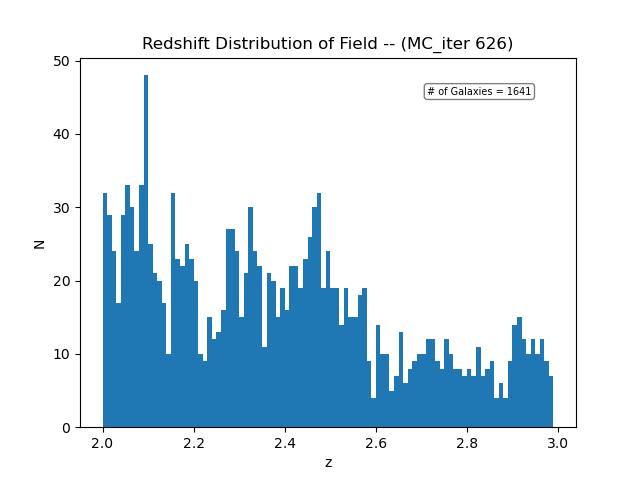 Redshift Distribution of Field -- (MC_iter 626)
# of Galaxies = 1641
N
50
40
30
20
10
0
2.0 2.2 2.4 2.6 2.8 3.0
z